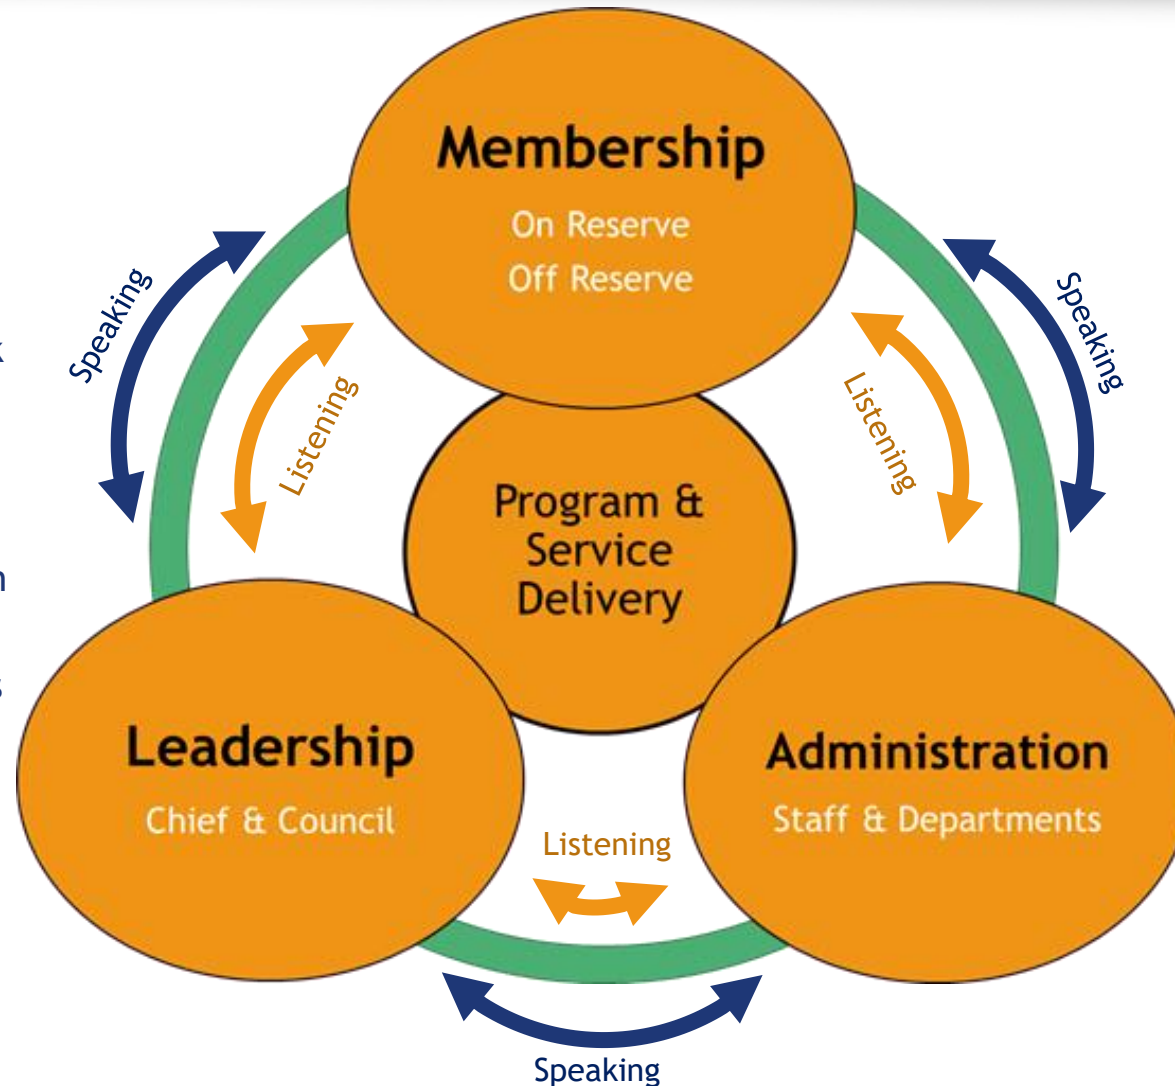 Membership
On Reserve
Off Reserve
Speaking
Listening
Listening
Speaking
Program &
Service
Delivery
Leadership
Chief & Council
Administration
Staff & Departments
Listening
Speaking